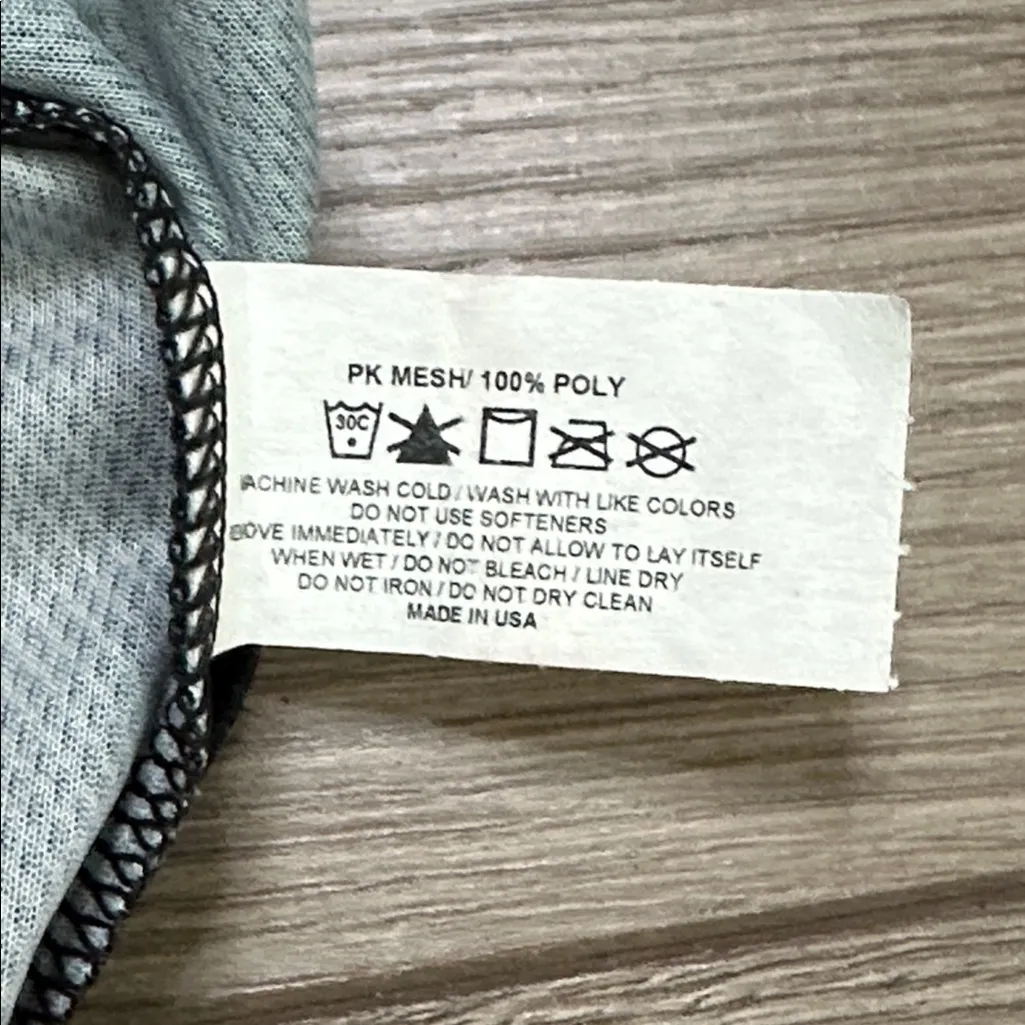 PK MESH/ 100% POLY
30C
ACHINE WASH COLD / WASH WITH LIKE COLORS
DO NOT USE SOFTENERS
OVE IMMEDIATELY / DO NOT ALLOW TO LAY ITSELF
WHEN WET / DO NOT BLEACH / LINE DRY
DO NOT IRON / DO NOT DRY CLEAN
MADE IN USA